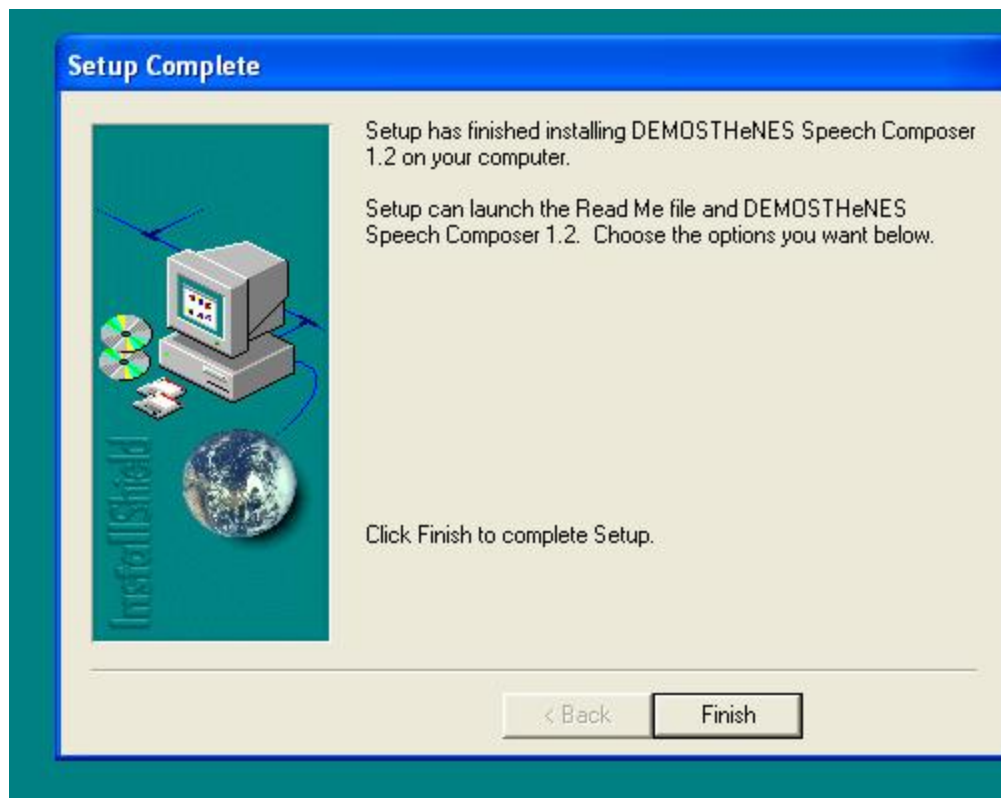 Setup Complete
Setup has finished installing DEMOSTHeNES Speech Composer
1.2 on your computer.
Setup can launch the Read Me file and DEMOSTHeNES
Speech Composer 1.2.  Choose the options you want below.
InstallShield
Click Finish to complete Setup.
< Back
Finish